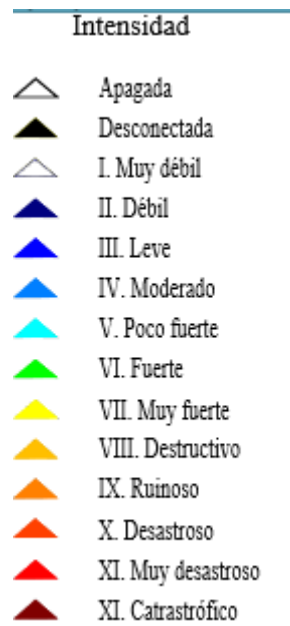 Intensidad
Apagada
Desconectada
I. Muy débil
II. Débil
III. Leve
IV. Moderado
V. Poco fuerte
VI. Fuerte
VII. Muy fuerte
VIII. Destructivo
IX. Ruinoso
X. Desastroso
XI. Muy desastroso
XI. Catrastrófico